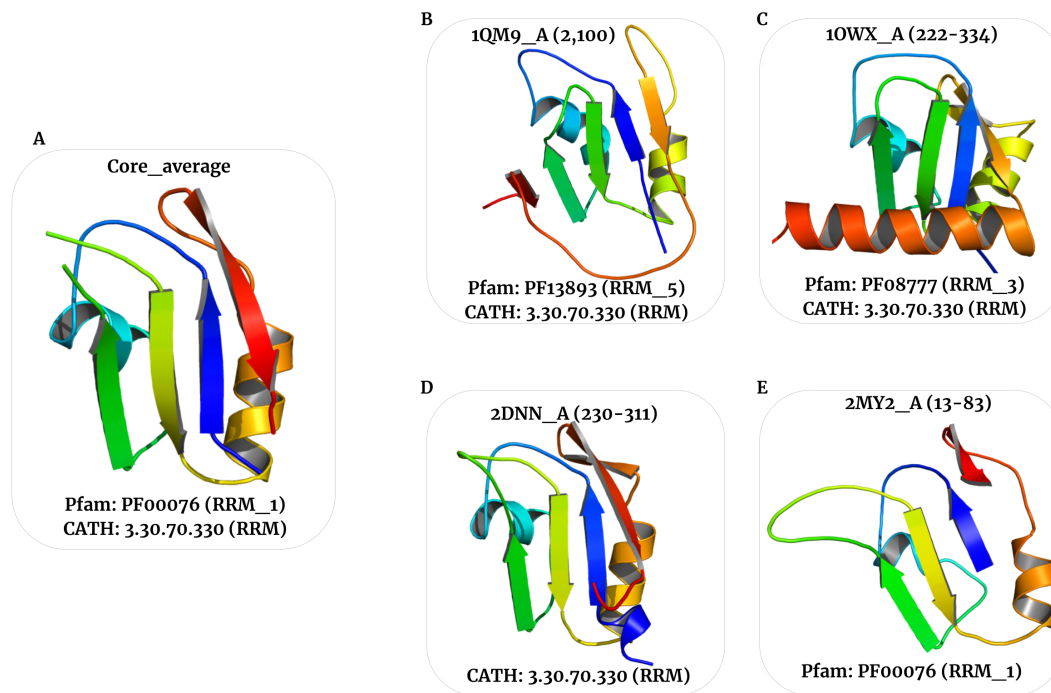 A
Core_average
Pfam: PF00076 (RRM_1)
CATH: 3.30.70.330 (RRM)
B
1QM9_A (2,100)
Pfam: PF13893 (RRM_5)
CATH: 3.30.70.330 (RRM)
C
1OWX_A (222-334)
Pfam: PF08777 (RRM_3)
CATH: 3.30.70.330 (RRM)
D
2DNN_A (230-311)
CATH: 3.30.70.330 (RRM)
E
2MY2_A (13-83)
Pfam: PF00076 (RRM_1)